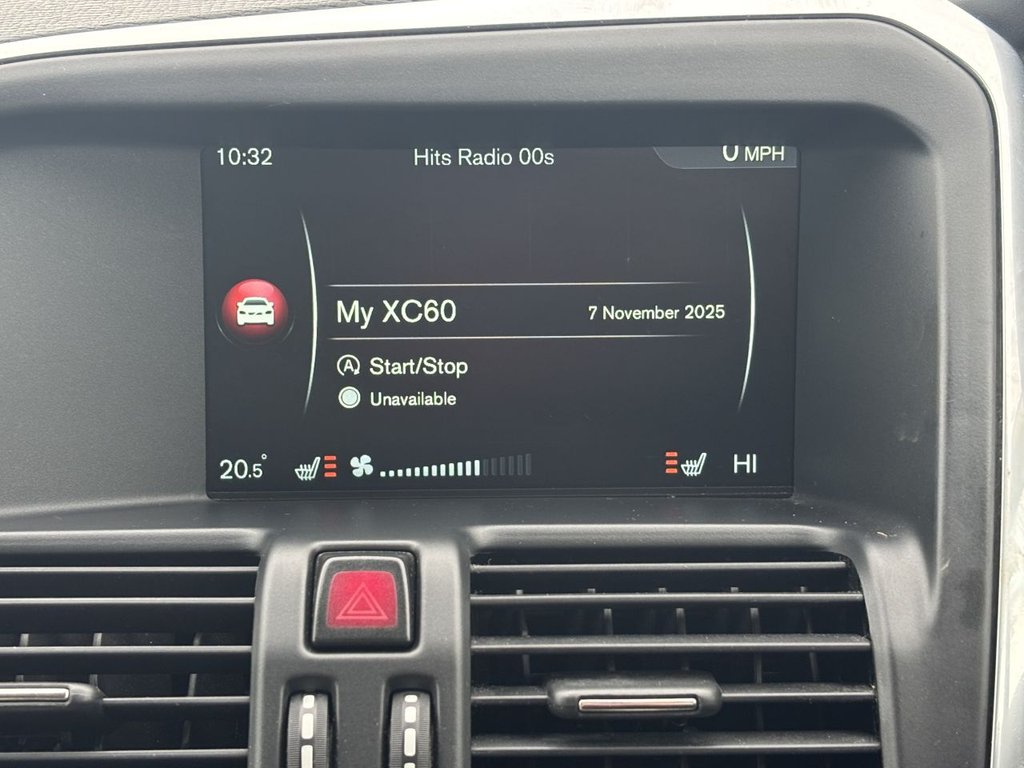 10:32 Hits Radio 00s 0 MPH
My XC60 7 November 2025
A Start/Stop
Unavailable
20.5° HI